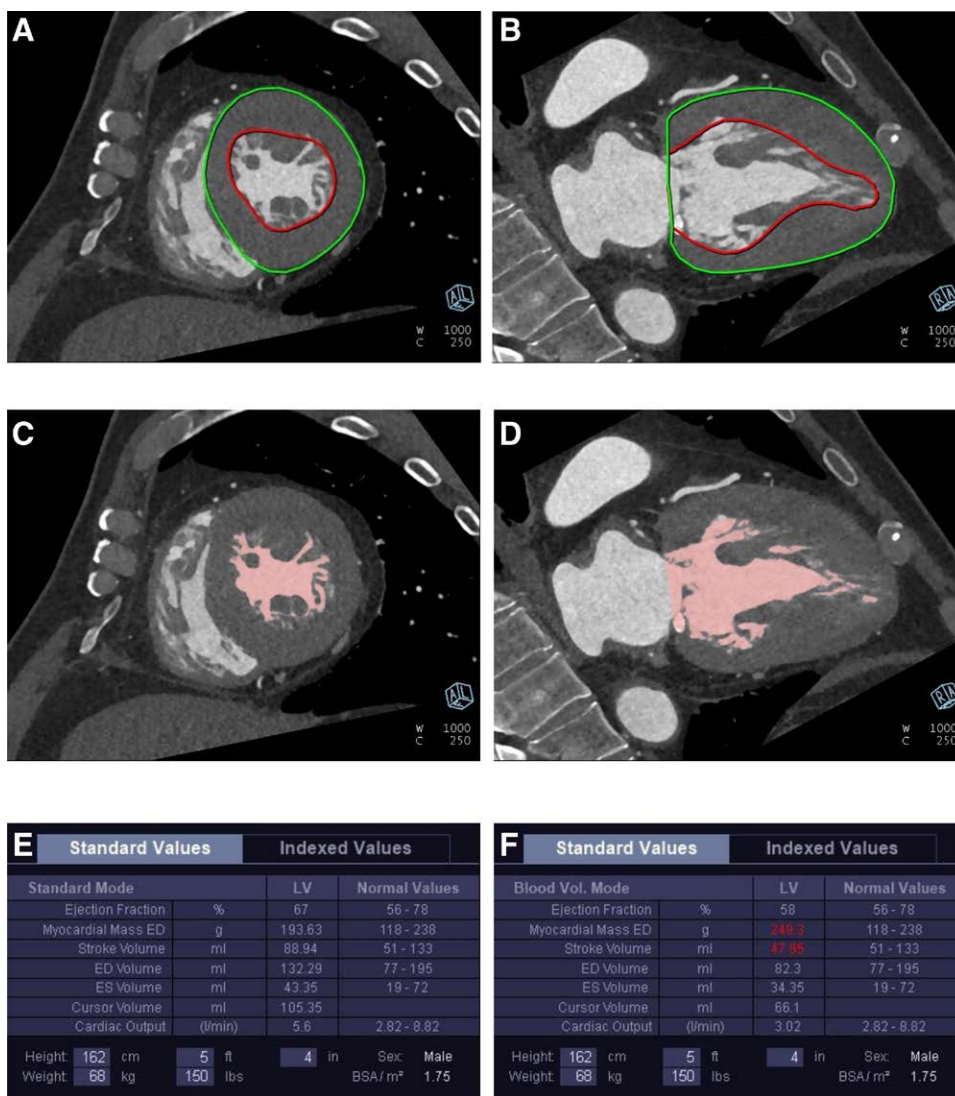 A
B
A L
R A
W 1000
C 250
W 1000
C 250
C
D
A L
R A
W 1000
C 250
W 1000
C 250
E Standard Values Indexed Values
Standard Mode LV Normal Values
Ejection Fraction % 67 56 - 78
Myocardial Mass ED g 193.63 118 - 238
Stroke Volume ml 88.94 51 - 133
ED Volume ml 132.29 77 - 195
ES Volume ml 43.35 19 - 72
Cursor Volume ml 105.35
Cardiac Output (l/min) 5.6 2.82 - 8.82
Height: 162 cm 5 ft 4 in Sex: Male
Weight: 68 kg 150 lbs BSA/ m² 1.75
F Standard Values Indexed Values
Blood Vol. Mode LV Normal Values
Ejection Fraction % 58 56 - 78
Myocardial Mass ED g 249.3 118 - 238
Stroke Volume ml 47.95 51 - 133
ED Volume ml 82.3 77 - 195
ES Volume ml 34.35 19 - 72
Cursor Volume ml 66.1
Cardiac Output (l/min) 3.02 2.82 - 8.82
Height: 162 cm 5 ft 4 in Sex: Male
Weight: 68 kg 150 lbs BSA/ m² 1.75